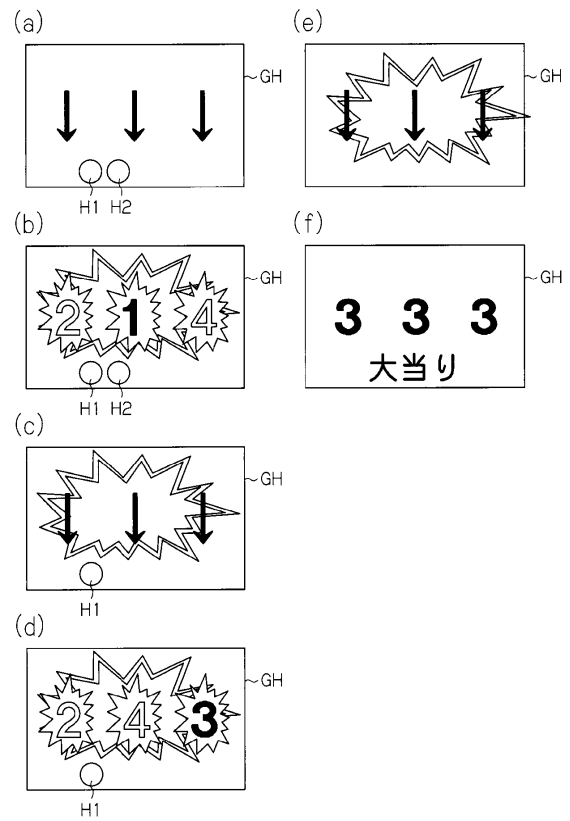 (a)
GH
H1 H2
(b)
GH
2 1 4
H1 H2
(c)
GH
H1
(d)
GH
2 4 3
H1
(e)
GH
(f)
GH
3 3 3
大当り